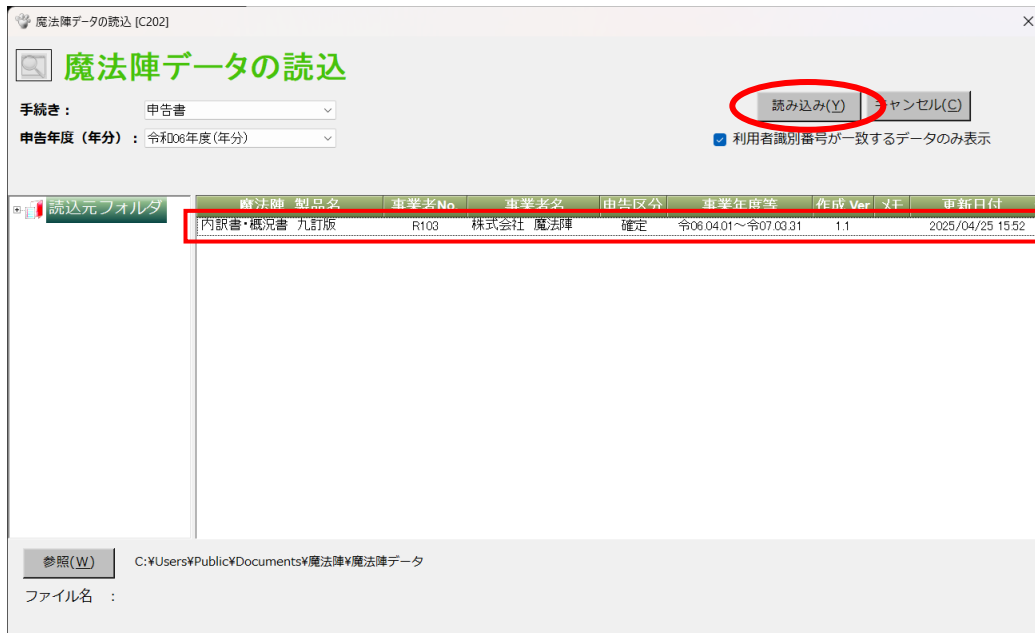 魔法陣データの読込 [C202]
魔法陣データの読込
手続き： 申告書 読み込み(Y) キャンセル(C)
申告年度（年分）： 令和06年度(年分) 利用者識別番号が一致するデータのみ表示
読込元フォルダ 魔法陣 製品名 事業者No. 事業者名 申告区分 事業年度等 作成 Ver メモ 更新日付
内訳書・概況書 九訂版 R103 株式会社 魔法陣 確定 令06.04.01～令07.03.31 1.1 2025/04/25 15:52
参照(W) C:¥Users¥Public¥Documents¥魔法陣¥魔法陣データ
ファイル名 ：